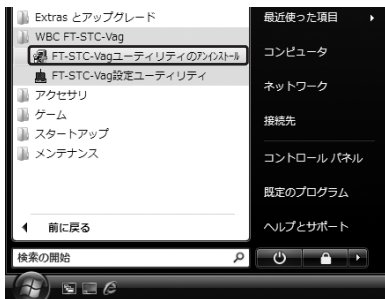 Extras とアップグレード
WBC FT-STC-Vag
FT-STC-Vagユーティリティのアンインストール
FT-STC-Vag設定ユーティリティ
アクセサリ
ゲーム
スタートアップ
メンテナンス
前に戻る
検索の開始
最近使った項目
コンピュータ
ネットワーク
接続先
コントロール パネル
既定のプログラム
ヘルプとサポート